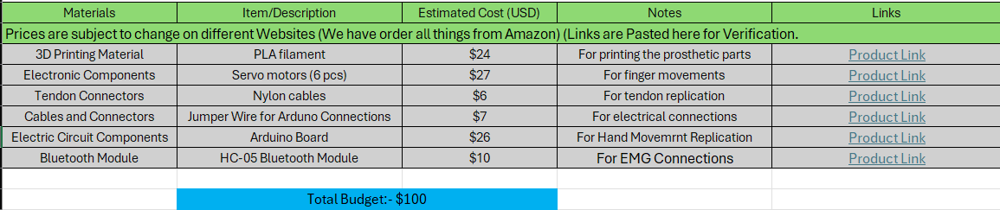 Materials Item/Description Estimated Cost (USD) Notes Links
Prices are subject to change on different Websites (We have order all things from Amazon) (Links are Pasted here for Verification.
3D Printing Material PLA filament $24 For printing the prosthetic parts Product Link
Electronic Components Servo motors (6 pcs) $27 For finger movements Product Link
Tendon Connectors Nylon cables $6 For tendon replication Product Link
Cables and Connectors Jumper Wire for Arduno Connections $7 For electrical connections Product Link
Electric Circuit Components Arduino Board $26 For Hand Movemrnt Replication Product Link
Bluetooth Module HC-05 Bluetooth Module $10 For EMG Connections Product Link
Total Budget:- $100